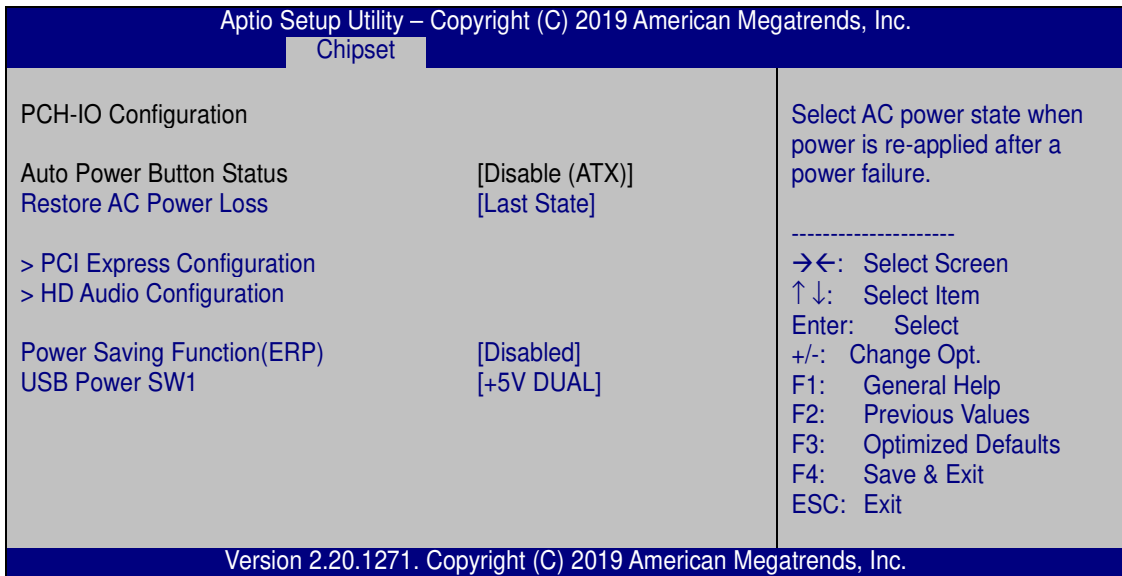 Aptio Setup Utility – Copyright (C) 2019 American Megatrends, Inc.
Chipset
PCH-IO Configuration
Auto Power Button Status [Disable (ATX)]
Restore AC Power Loss [Last State]
> PCI Express Configuration
> HD Audio Configuration
Power Saving Function(ERP) [Disabled]
USB Power SW1 [+5V DUAL]
Select AC power state when
power is re-applied after a
power failure.
---------------------
→←: Select Screen
↑↓: Select Item
Enter: Select
+/-: Change Opt.
F1: General Help
F2: Previous Values
F3: Optimized Defaults
F4: Save & Exit
ESC: Exit
Version 2.20.1271. Copyright (C) 2019 American Megatrends, Inc.